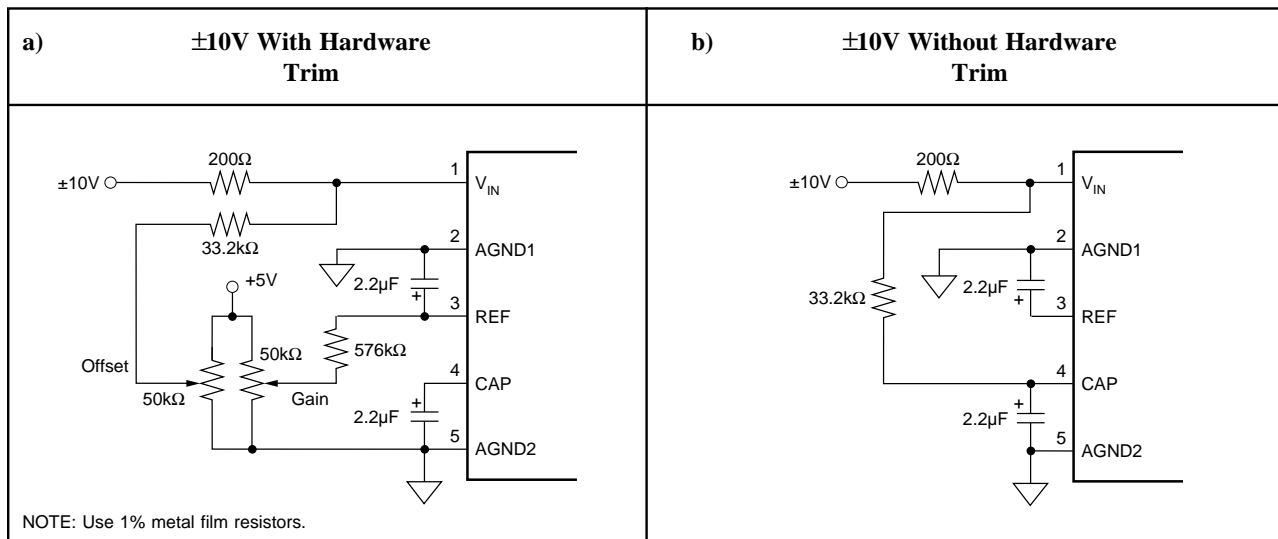 a)
±10V With Hardware
Trim
200Ω
1
±10V
V_IN
33.2kΩ
2
AGND1
+5V
2.2µF
+
3
REF
50kΩ
576kΩ
Offset
4
CAP
50kΩ
Gain
+
2.2µF
5
AGND2
NOTE: Use 1% metal film resistors.
b)
±10V Without Hardware
Trim
200Ω
1
±10V
V_IN
2
AGND1
33.2kΩ
2.2µF
+
3
REF
4
CAP
+
2.2µF
5
AGND2